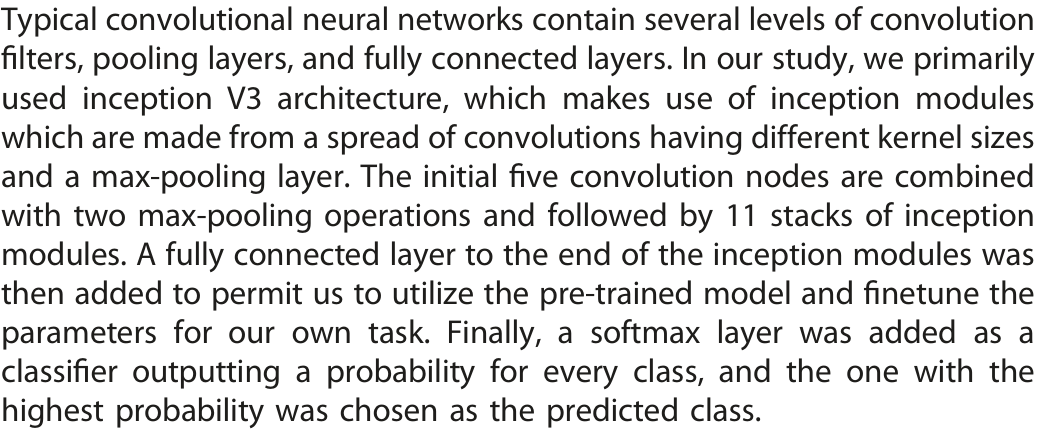 Typical convolutional neural networks contain several levels of convolution
filters, pooling layers, and fully connected layers. In our study, we primarily
used inception V3 architecture, which makes use of inception modules
which are made from a spread of convolutions having different kernel sizes
and a max-pooling layer. The initial five convolution nodes are combined
with two max-pooling operations and followed by 11 stacks of inception
modules. A fully connected layer to the end of the inception modules was
then added to permit us to utilize the pre-trained model and finetune the
parameters for our own task. Finally, a softmax layer was added as a
classifier outputting a probability for every class, and the one with the
highest probability was chosen as the predicted class.